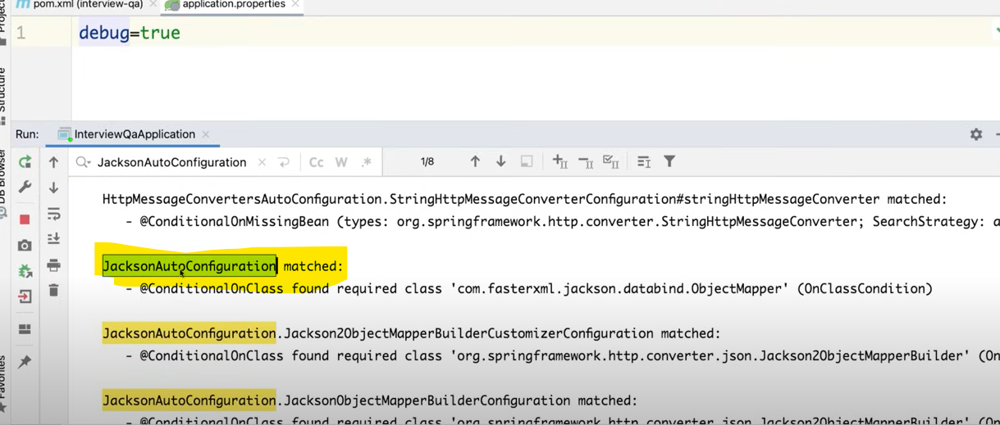 pom.xml (interview-qa)
application.properties
Project
1
debug=true
Structure
Run:
InterviewQaApplication
DB Browser
JacksonAutoConfiguration
Cc
W
.*
1/8
HttpMessageConvertersAutoConfiguration.StringHttpMessageConverterConfiguration#stringHttpMessageConverter matched:
- @ConditionalOnMissingBean (types: org.springframework.http.converter.StringHttpMessageConverter; SearchStrategy: a
JacksonAutoConfiguration matched:
- @ConditionalOnClass found required class 'com.fasterxml.jackson.databind.ObjectMapper' (OnClassCondition)
JacksonAutoConfiguration.Jackson2ObjectMapperBuilderCustomizerConfiguration matched:
- @ConditionalOnClass found required class 'org.springframework.http.converter.json.Jackson2ObjectMapperBuilder' (On
JacksonAutoConfiguration.JacksonObjectMapperBuilderConfiguration matched:
- @ConditionalOnClass found required class 'org.springframework.http.converter.json.Jackson2ObjectMapperBuilder' (On
Favorites